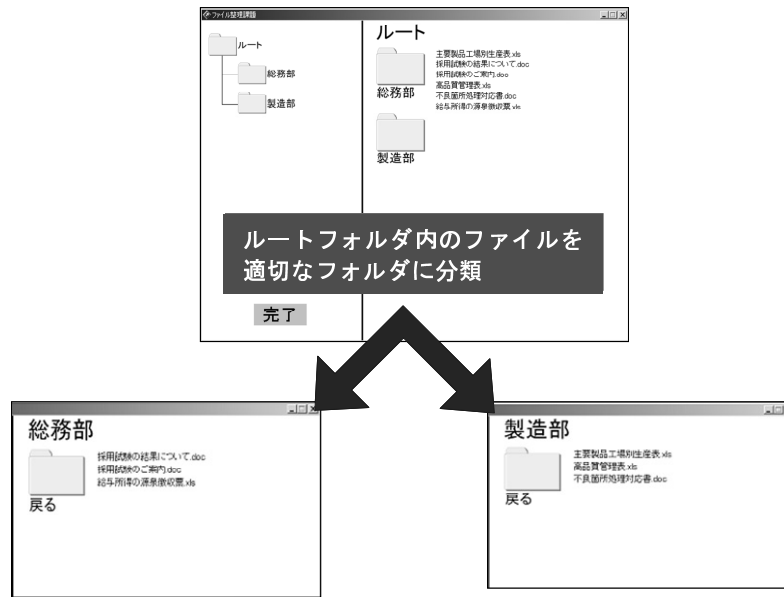 ファイル整理課題
ルート
総務部
製造部
ルート
総務部
製造部
主要製品工場別生産表.xls
採用試験の結果について.doc
採用試験のご案内.doc
高品質管理表.xls
不良箇所処理対応書.doc
給与所得の源泉徴収票.xls
ルートフォルダ内のファイルを
適切なフォルダに分類
完了
総務部
採用試験の結果について.doc
採用試験のご案内.doc
給与所得の源泉徴収票.xls
戻る
製造部
主要製品工場別生産表.xls
高品質管理表.xls
不良箇所処理対応書.doc
戻る